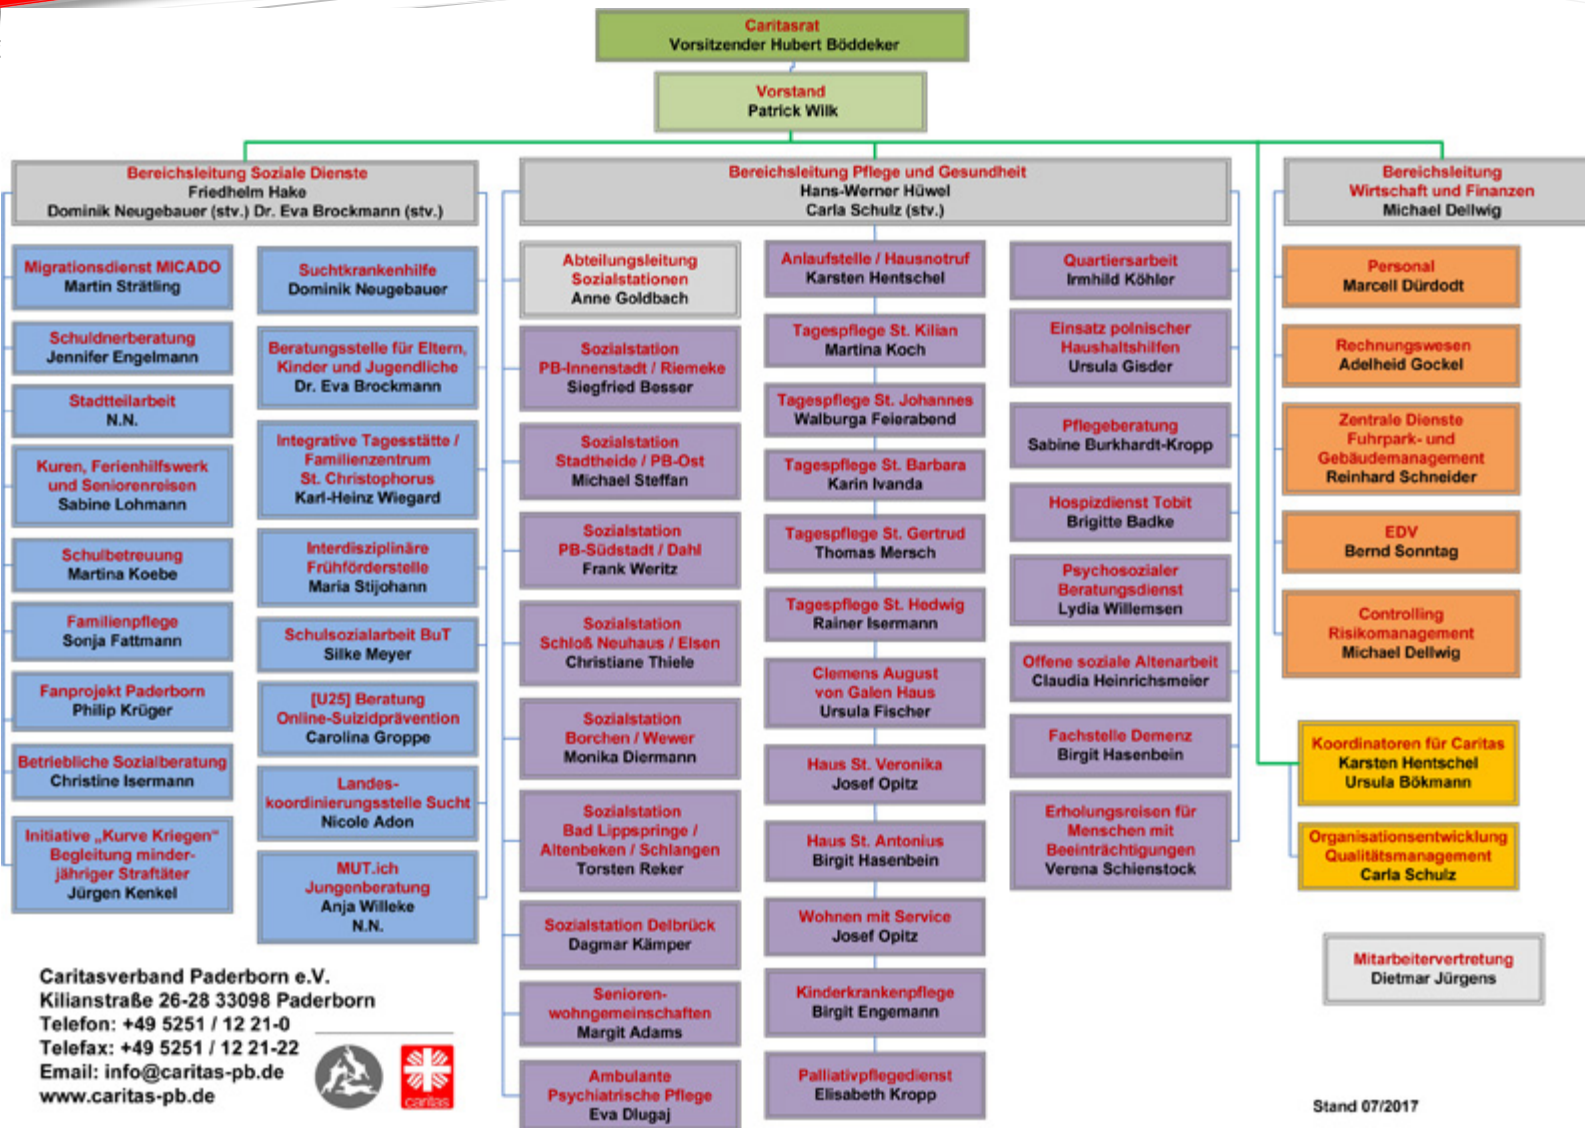 Caritasrat
Vorsitzender Hubert Böddeker
Vorstand
Patrick Wilk
Bereichsleitung Soziale Dienste
Friedhelm Hake
Dominik Neugebauer (stv.) Dr. Eva Brockmann (stv.)
Migrationsdienst MICADO
Martin Strätling
Schuldnerberatung
Jennifer Engelmann
Stadtteilarbeit
N.N.
Kuren, Ferienhilfswerk
und Seniorenreisen
Sabine Lohmann
Schulbetreuung
Martina Koebe
Familienpflege
Sonja Fattmann
Fanprojekt Paderborn
Philip Krüger
Betriebliche Sozialberatung
Christine Isermann
Initiative „Kurve Kriegen“
Begleitung minder-
jähriger Straftäter
Jürgen Kenkel
Suchtkrankenhilfe
Dominik Neugebauer
Beratungsstelle für Eltern,
Kinder und Jugendliche
Dr. Eva Brockmann
Integrative Tagesstätte /
Familienzentrum
St. Christophorus
Karl-Heinz Wiegard
Interdisziplinäre
Frühförderstelle
Maria Stijohann
Schulsozialarbeit BuT
Silke Meyer
[U25] Beratung
Online-Suizidprävention
Carolina Groppe
Landes-
koordinierungsstelle Sucht
Nicole Adon
MUT.ich
Jungenberatung
Anja Willeke
N.N.
Bereichsleitung Pflege und Gesundheit
Hans-Werner Hüwel
Carla Schulz (stv.)
Abteilungsleitung
Sozialstationen
Anne Goldbach
Sozialstation
PB-Innenstadt / Riemeke
Siegfried Besser
Sozialstation
Stadtheide / PB-Ost
Michael Steffan
Sozialstation
PB-Südstadt / Dahl
Frank Weritz
Sozialstation
Schloß Neuhaus / Elsen
Christiane Thiele
Sozialstation
Borchen / Wewer
Monika Diermann
Sozialstation
Bad Lippspringe /
Altenbeken / Schlangen
Torsten Reker
Sozialstation Delbrück
Dagmar Kämper
Senioren-
wohngemeinschaften
Margit Adams
Ambulante
Psychiatrische Pflege
Eva Dlugaj
Anlaufstelle / Hausnotruf
Karsten Hentschel
Tagespflege St. Kilian
Martina Koch
Tagespflege St. Johannes
Walburga Feierabend
Tagespflege St. Barbara
Karin Ivanda
Tagespflege St. Gertrud
Thomas Mersch
Tagespflege St. Hedwig
Rainer Isermann
Clemens August
von Galen Haus
Ursula Fischer
Haus St. Veronika
Josef Opitz
Haus St. Antonius
Birgit Hasenbein
Wohnen mit Service
Josef Opitz
Kinderkrankenpflege
Birgit Engemann
Palliativpflegedienst
Elisabeth Kropp
Quartiersarbeit
Irmhild Köhler
Einsatz polnischer
Haushaltshilfen
Ursula Gisder
Pflegeberatung
Sabine Burkhardt-Kropp
Hospizdienst Tobit
Brigitte Badke
Psychosozialer
Beratungsdienst
Lydia Willemsen
Offene soziale Altenarbeit
Claudia Heinrichsmeier
Fachstelle Demenz
Birgit Hasenbein
Erholungsreisen für
Menschen mit
Beeinträchtigungen
Verena Schienstock
Bereichsleitung
Wirtschaft und Finanzen
Michael Dellwig
Personal
Marcell Dürdodt
Rechnungswesen
Adelheid Gockel
Zentrale Dienste
Fuhrpark- und
Gebäudemanagement
Reinhard Schneider
EDV
Bernd Sonntag
Controlling
Risikomanagement
Michael Dellwig
Koordinatoren für Caritas
Karsten Hentschel
Ursula Bökmann
Organisationsentwicklung
Qualitätsmanagement
Carla Schulz
Mitarbeitervertretung
Dietmar Jürgens
Caritasverband Paderborn e.V.
Kilianstraße 26-28 33098 Paderborn
Telefon: +49 5251 / 12 21-0
Telefax: +49 5251 / 12 21-22
Email: info@caritas-pb.de
www.caritas-pb.de
caritas
Stand 07/2017